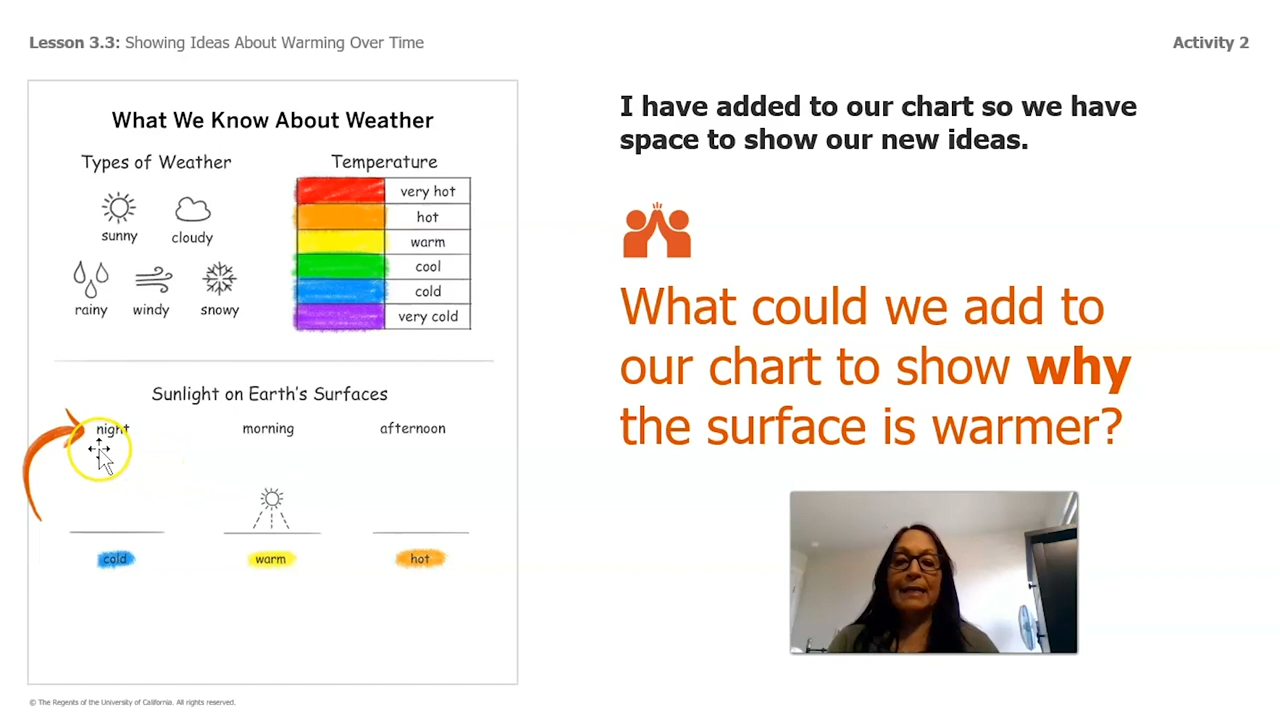 Lesson 3.3: Showing Ideas About Warming Over Time
Activity 2
What We Know About Weather
Types of Weather
Temperature
sunny
cloudy
rainy
windy
snowy
very hot
hot
warm
cool
cold
very cold
Sunlight on Earth's Surfaces
night
morning
afternoon
cold
warm
hot
I have added to our chart so we have
space to show our new ideas.
What could we add to
our chart to show why
the surface is warmer?
© The Regents of the University of California. All rights reserved.